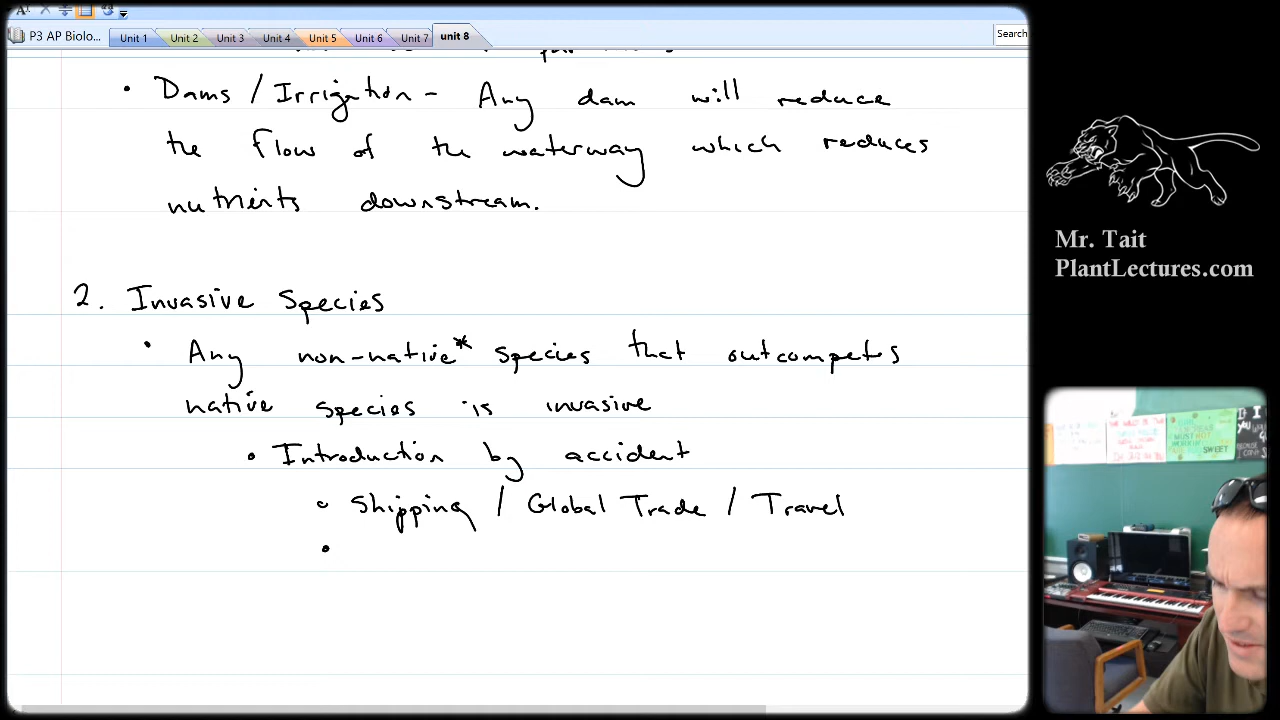 P3 AP Biolo...
Unit 1
Unit 2
Unit 3
Unit 4
Unit 5
Unit 6
Unit 7
unit 8
Search
• Dams / Irrigation - Any dam will reduce
the flow of the waterway which reduces
nutrients downstream.
2. Invasive Species
• Any non-native* species that outcompetes
native species is invasive
• Introduction by accident
• Shipping / Global Trade / Travel
•
Mr. Tait
PlantLectures.com